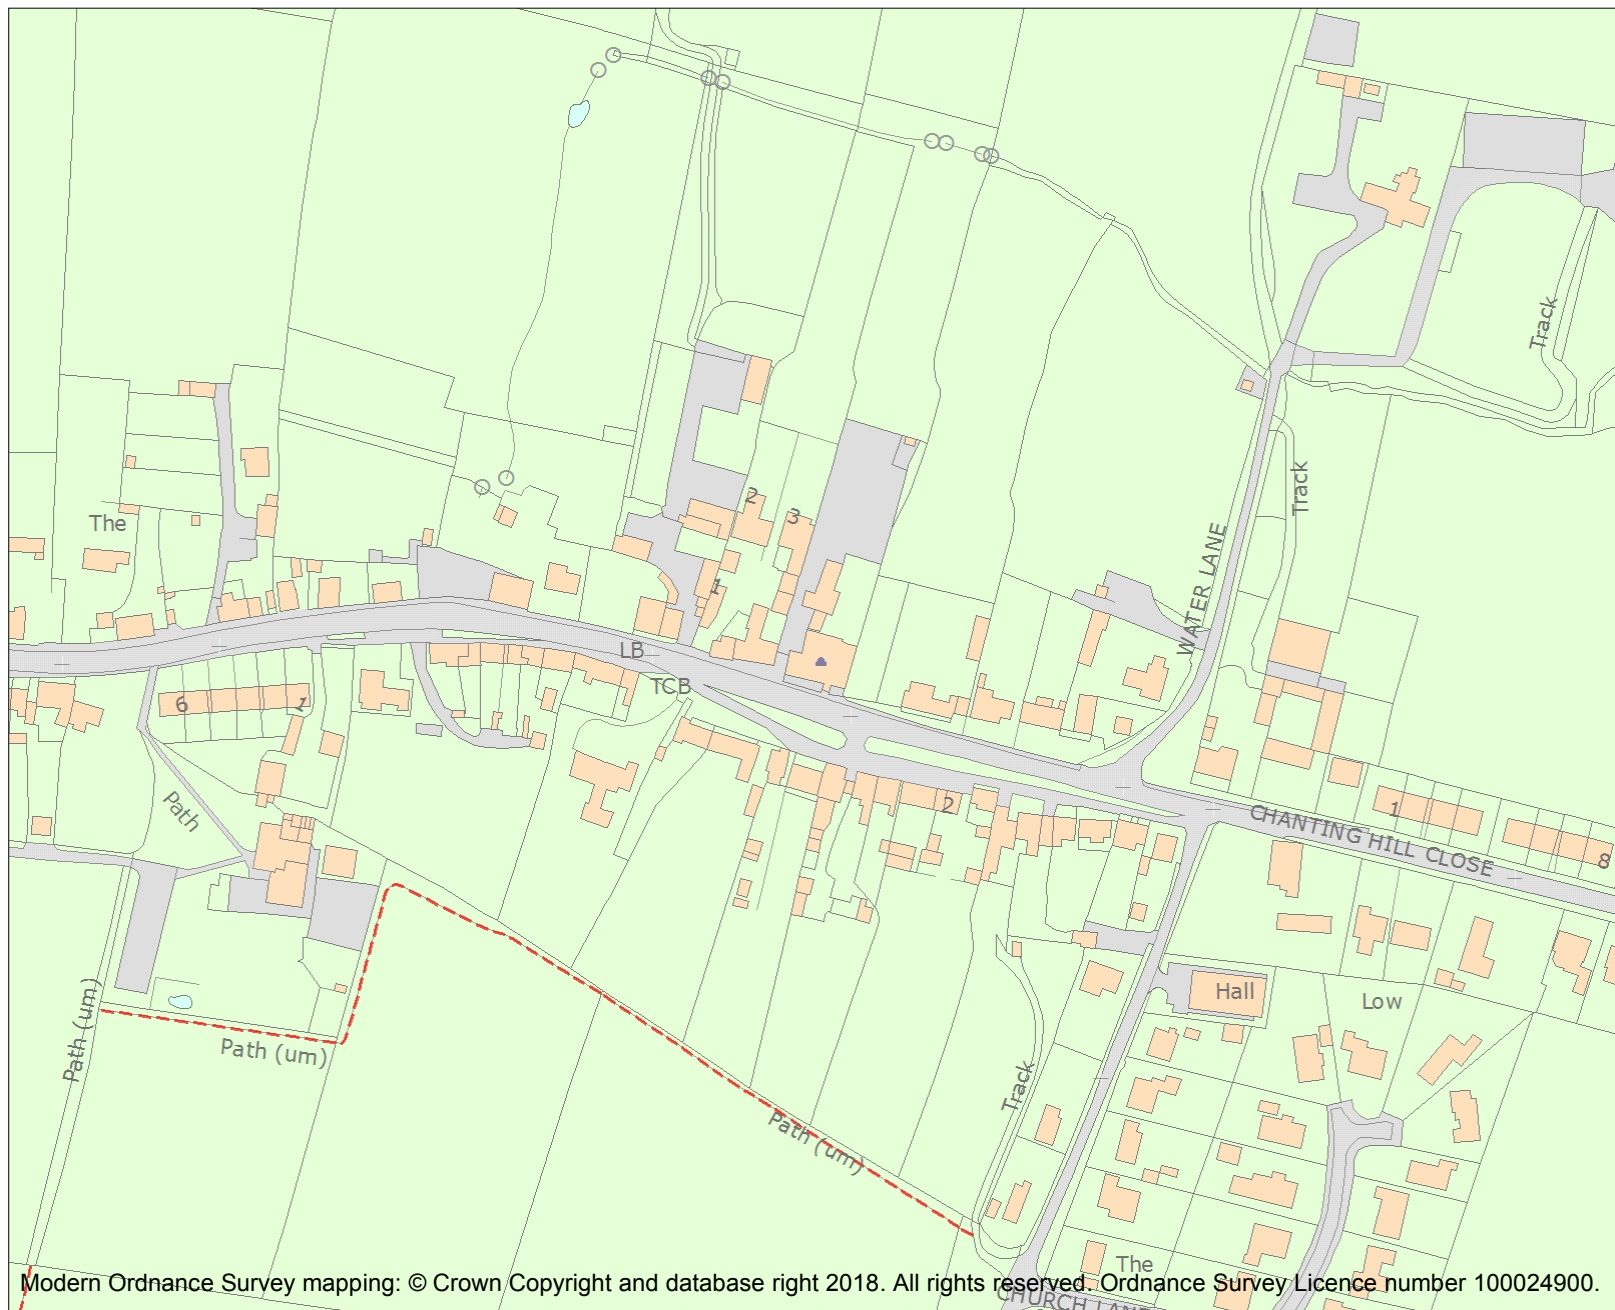 Track
Track
2
3
The
WATER LANE
1
LB
TCB
6
1
2
1
CHANTING HILL CLOSE
8
Path
Path (um)
Hall
Low
Path (um)
Track
Path (um)
The
CHURCH LANE
Modern Ordnance Survey mapping: © Crown Copyright and database right 2018. All rights reserved. Ordnance Survey Licence number 100024900.